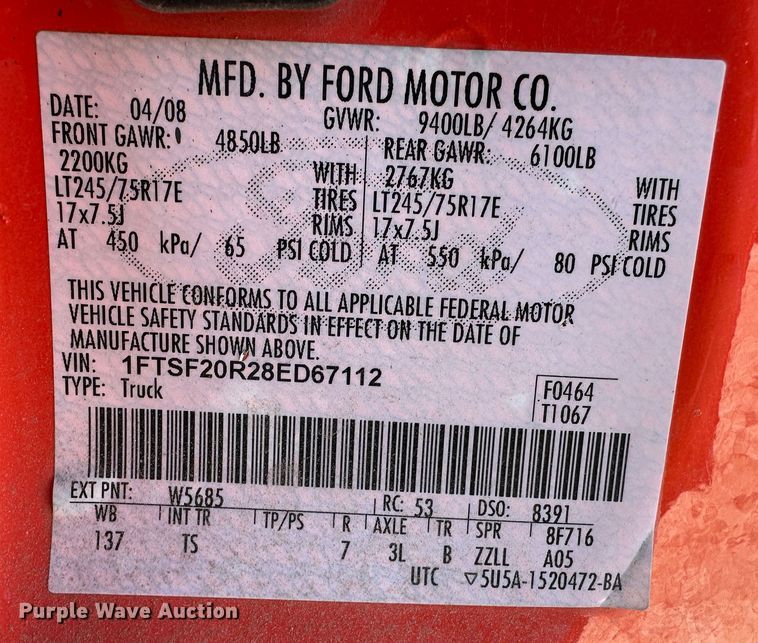 MFD. BY FORD MOTOR CO.
DATE: 04/08 GVWR: 9400LB/ 4264KG
FRONT GAWR: 4850LB REAR GAWR: 6100LB
2200KG WITH 2767KG WITH
LT245/75R17E TIRES LT245/75R17E TIRES
17x7.5J RIMS 17x7.5J RIMS
AT 450 kPa/ 65 PSI COLD AT 550 kPa/ 80 PSI COLD
THIS VEHICLE CONFORMS TO ALL APPLICABLE FEDERAL MOTOR
VEHICLE SAFETY STANDARDS IN EFFECT ON THE DATE OF
MANUFACTURE SHOWN ABOVE.
VIN: 1FTSF20R28ED67112
TYPE: Truck
F0464
T1067
EXT PNT: W5685 RC: 53 DSO: 8391
WB INT TR TP/PS R AXLE TR SPR 8F716
137 TS 7 3L B ZZLL A05
UTC ▽5U5A-1520472-BA
Purple Wave Auction